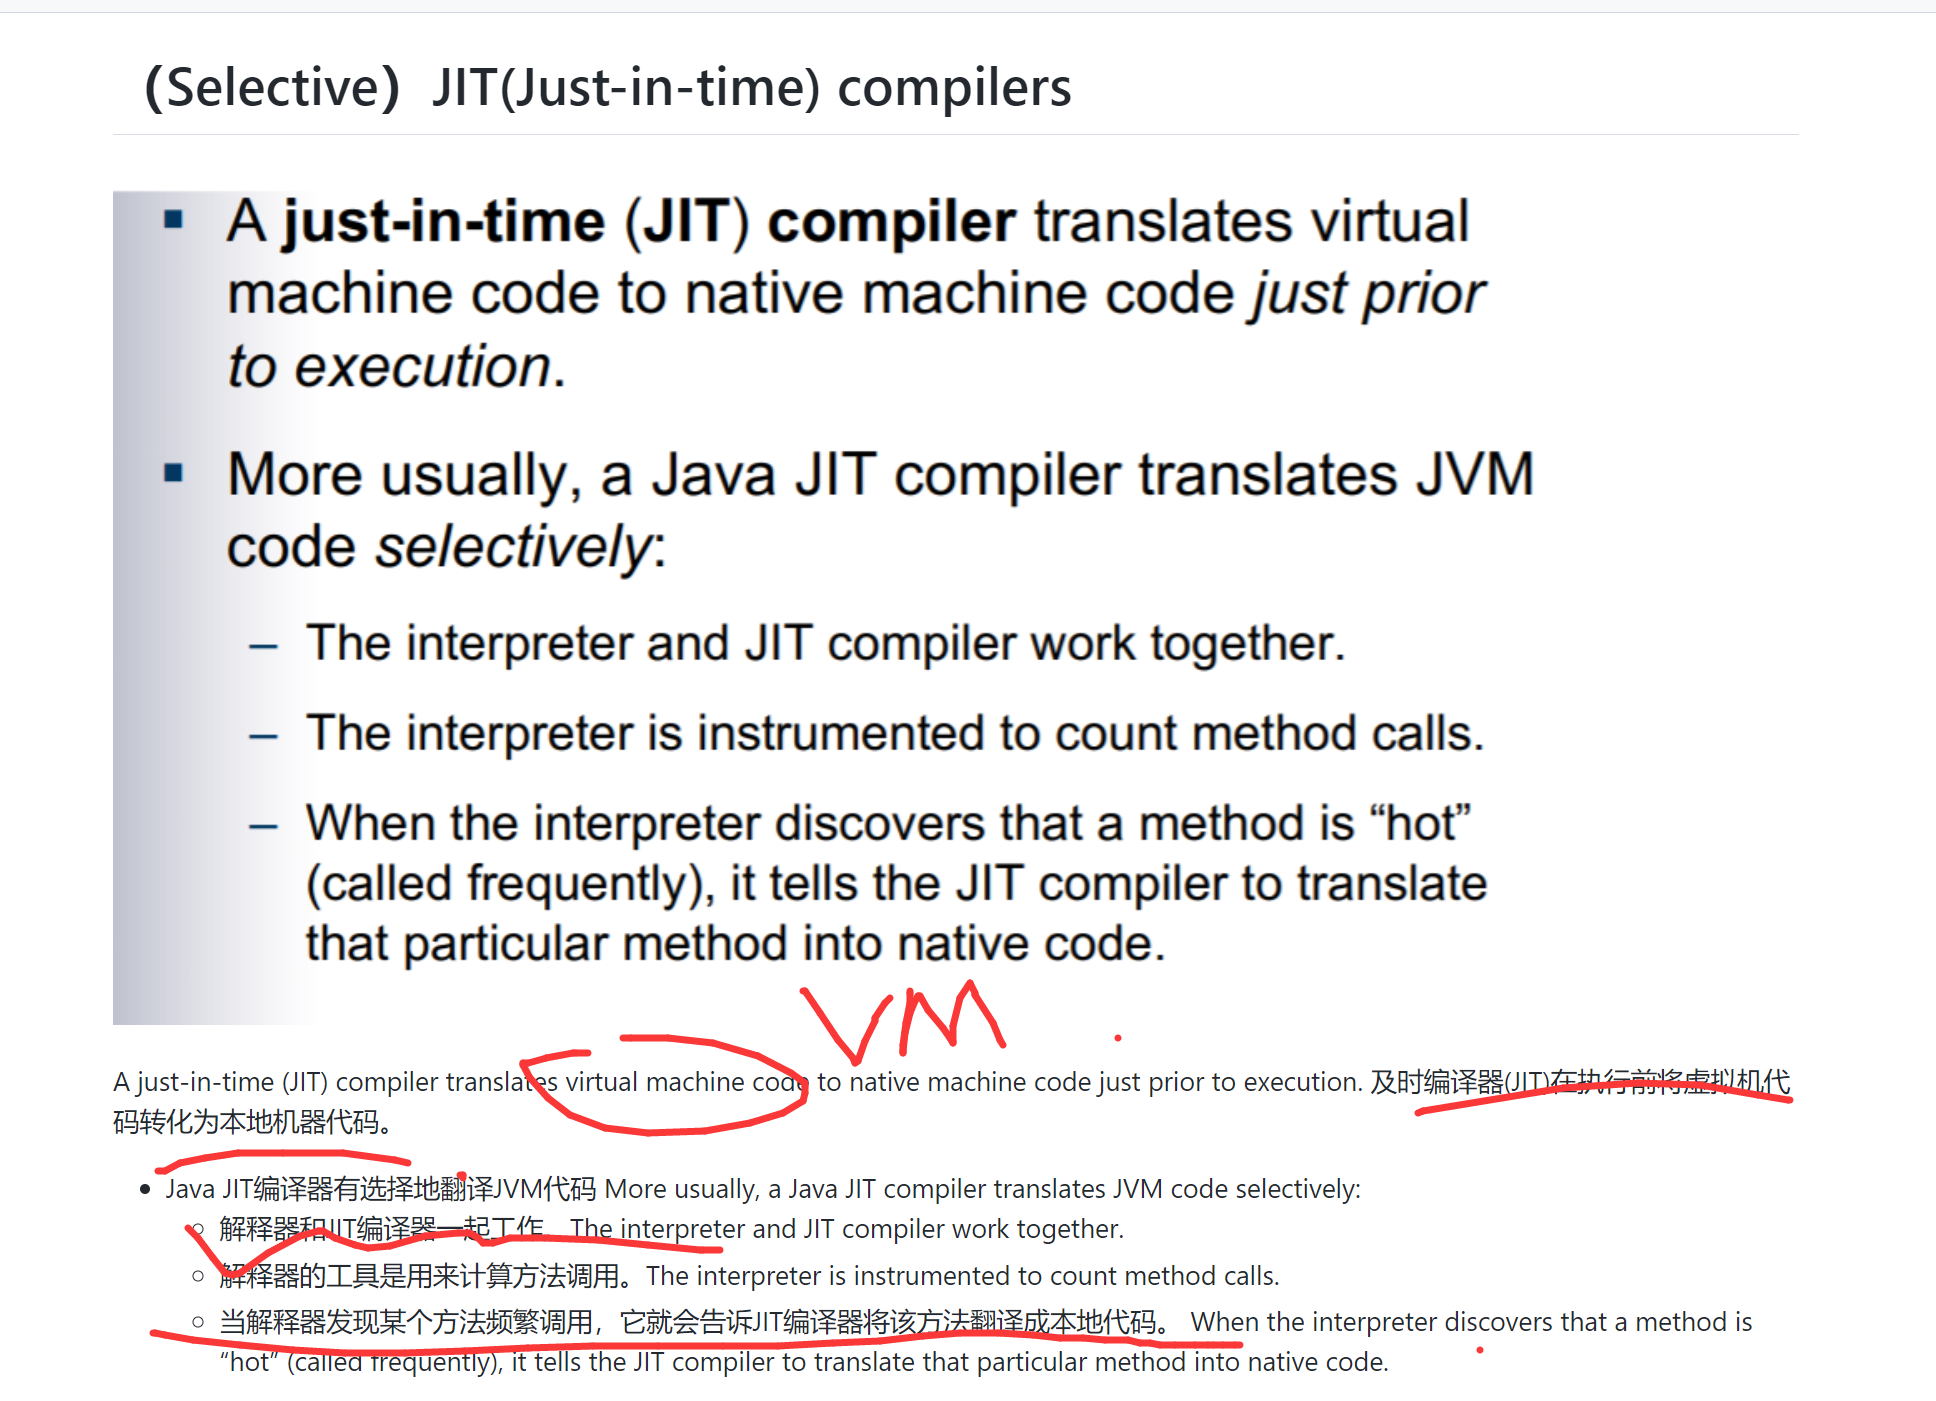 （Selective）JIT(Just-in-time) compilers
▪ A just-in-time (JIT) compiler translates virtual
machine code to native machine code just prior
to execution.
▪ More usually, a Java JIT compiler translates JVM
code selectively:
– The interpreter and JIT compiler work together.
– The interpreter is instrumented to count method calls.
– When the interpreter discovers that a method is “hot”
(called frequently), it tells the JIT compiler to translate
that particular method into native code.
VM
A just-in-time (JIT) compiler translates virtual machine code to native machine code just prior to execution. 及时编译器(JIT)在执行前将虚拟机代
码转化为本地机器代码。
• Java JIT编译器有选择地翻译JVM代码 More usually, a Java JIT compiler translates JVM code selectively:
◦ 解释器和JIT编译器一起工作。The interpreter and JIT compiler work together.
◦ 解释器的工具是用来计算方法调用。The interpreter is instrumented to count method calls.
◦ 当解释器发现某个方法频繁调用，它就会告诉JIT编译器将该方法翻译成本地代码。 When the interpreter discovers that a method is
“hot” (called frequently), it tells the JIT compiler to translate that particular method into native code.